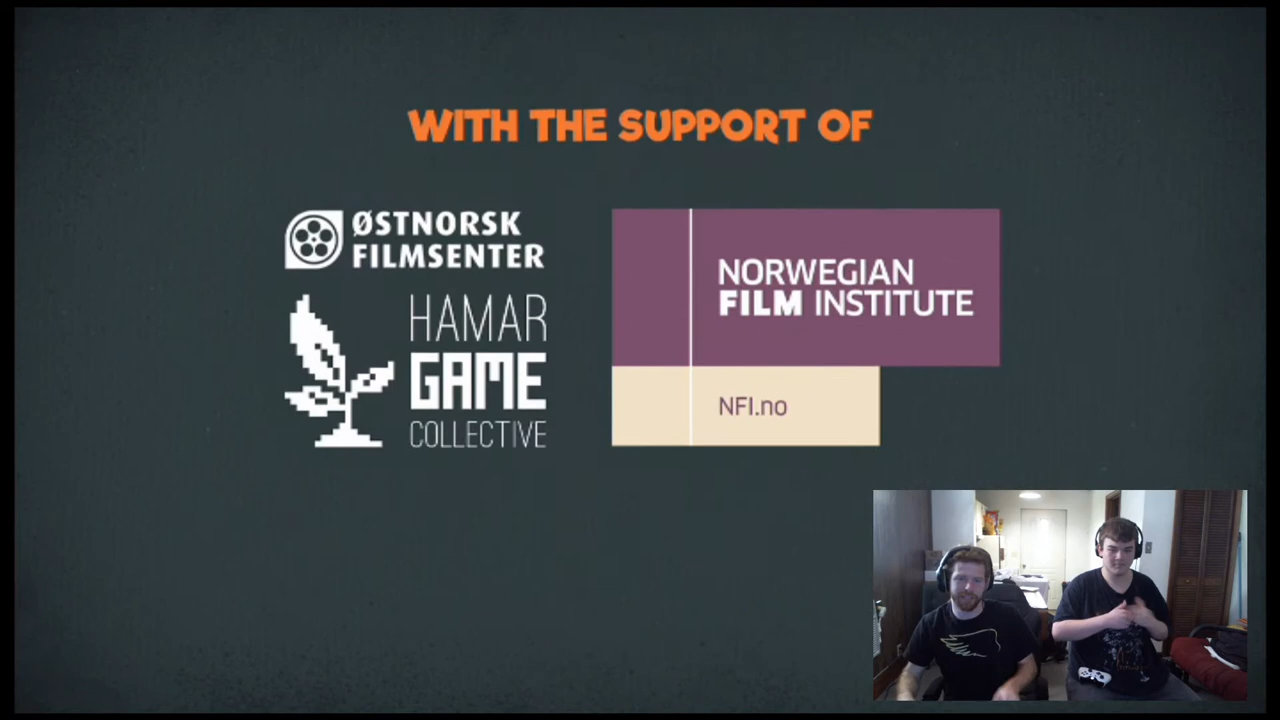 WITH THE SUPPORT OF
ØSTNORSK
FILMSENTER
HAMAR
GAME
COLLECTIVE
NORWEGIAN
FILM INSTITUTE
NFI.no